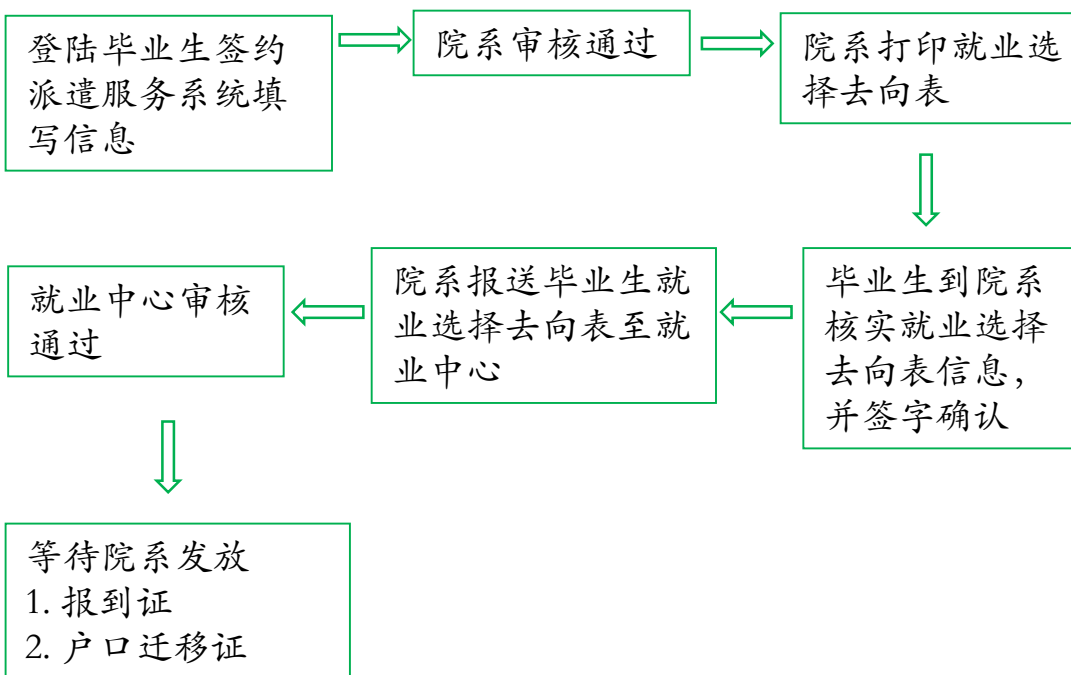 登陆毕业生签约
派遣服务系统填
写信息
院系审核通过
院系打印就业选
择去向表
毕业生到院系
核实就业选择
去向表信息，
并签字确认
院系报送毕业生就
业选择去向表至就
业中心
就业中心审核
通过
等待院系发放
1. 报到证
2. 户口迁移证